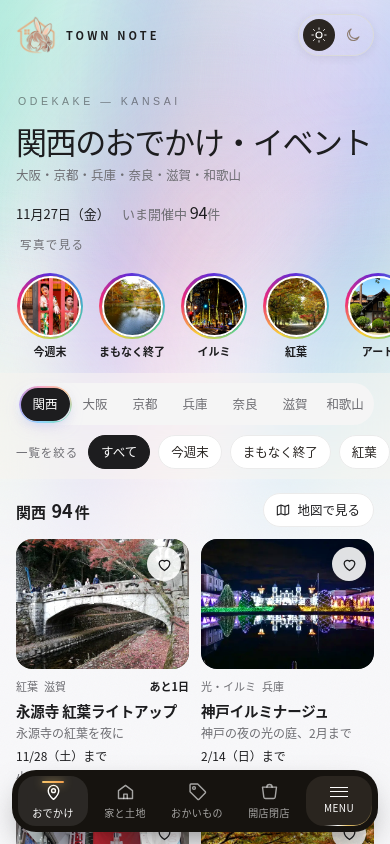 TOWN NOTE
ODEKAKE — KANSAI
関西のおでかけ・イベント
大阪・京都・兵庫・奈良・滋賀・和歌山
11月27日（金） いま開催中 94件
写真で見る
今週末 まもなく終了 イルミ 紅葉 アート
関西 大阪 京都 兵庫 奈良 滋賀 和歌山
一覧を絞る すべて 今週末 まもなく終了 紅葉
関西 94件 地図で見る
紅葉 滋賀 あと1日
永源寺 紅葉ライトアップ
永源寺の紅葉を夜に
11/28（土）まで
光・イルミ 兵庫
神戸イルミナージュ
神戸の夜の光の庭、2月まで
2/14（日）まで
おでかけ 家と土地 おかいもの 開店閉店 MENU